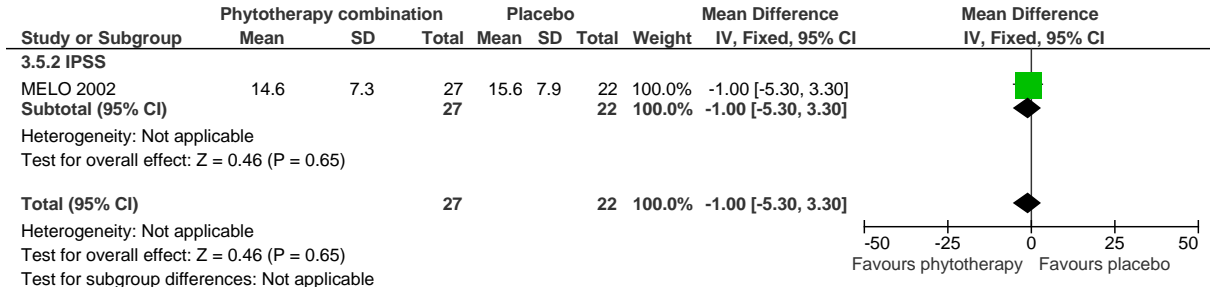 Phytotherapy combination Placebo Mean Difference Mean Difference
Study or Subgroup Mean SD Total Mean SD Total Weight IV, Fixed, 95% CI IV, Fixed, 95% CI
3.5.2 IPSS
MELO 2002 14.6 7.3 27 15.6 7.9 22 100.0% -1.00 [-5.30, 3.30]
Subtotal (95% CI) 27 22 100.0% -1.00 [-5.30, 3.30]
Heterogeneity: Not applicable
Test for overall effect: Z = 0.46 (P = 0.65)
Total (95% CI) 27 22 100.0% -1.00 [-5.30, 3.30]
Heterogeneity: Not applicable
Test for overall effect: Z = 0.46 (P = 0.65)
Test for subgroup differences: Not applicable
-50 -25 0 25 50
Favours phytotherapy Favours placebo